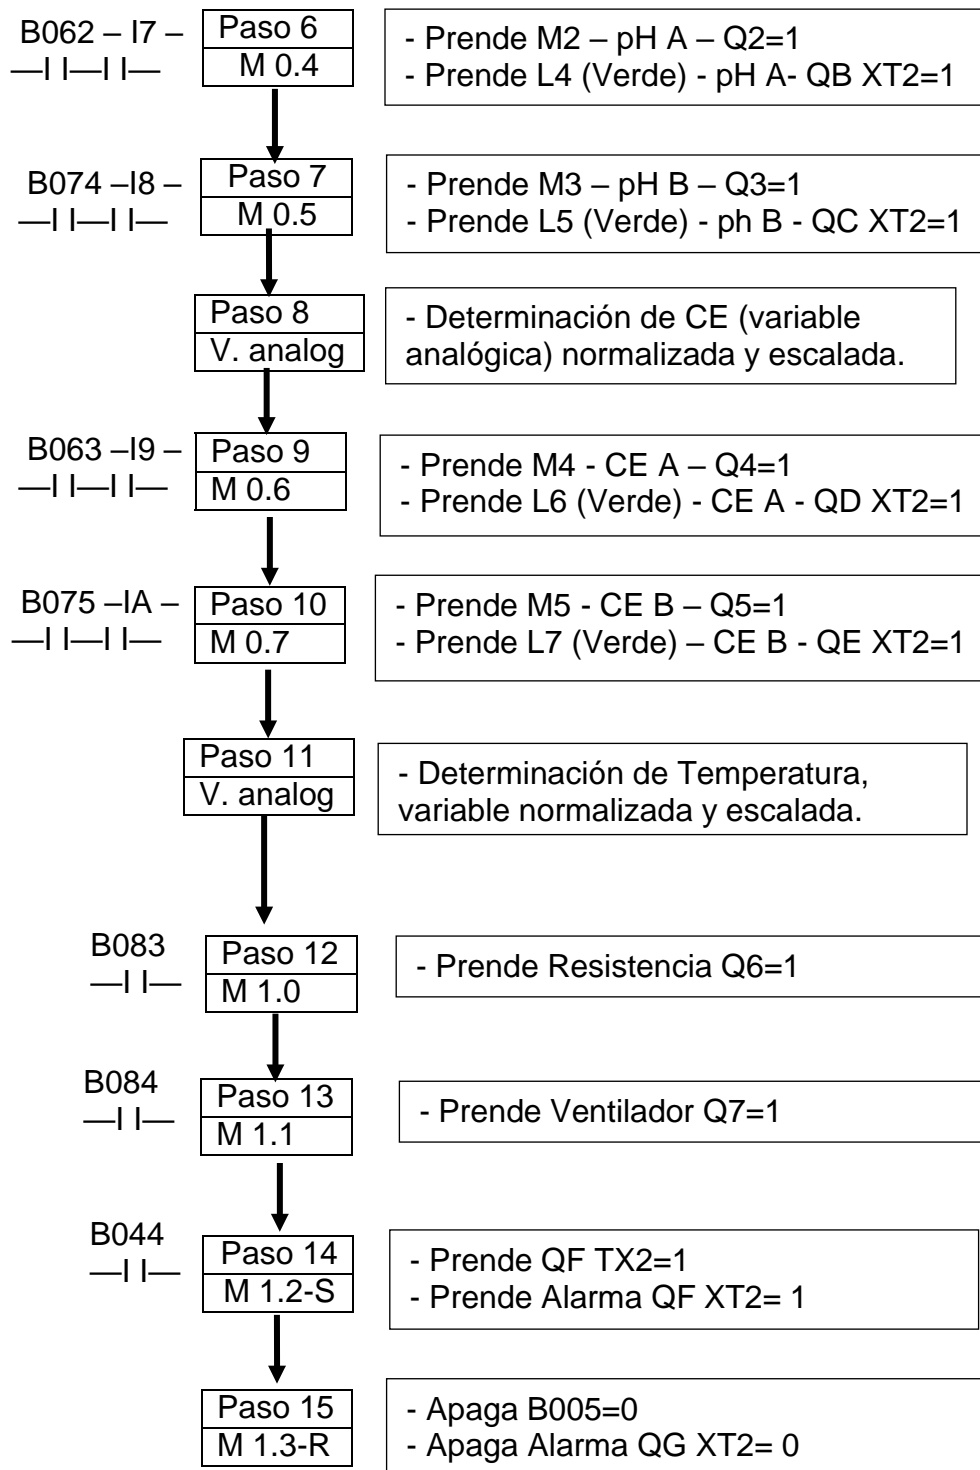 B062 – I7 –
—I I—I I—
Paso 6
M 0.4
- Prende M2 – pH A – Q2=1
- Prende L4 (Verde) - pH A- QB XT2=1
B074 –I8 –
—I I—I I—
Paso 7
M 0.5
- Prende M3 – pH B – Q3=1
- Prende L5 (Verde) - ph B - QC XT2=1
Paso 8
V. analog
- Determinación de CE (variable
analógica) normalizada y escalada.
B063 –I9 –
—I I—I I—
Paso 9
M 0.6
- Prende M4 - CE A – Q4=1
- Prende L6 (Verde) - CE A - QD XT2=1
B075 –IA –
—I I—I I—
Paso 10
M 0.7
- Prende M5 - CE B – Q5=1
- Prende L7 (Verde) – CE B - QE XT2=1
Paso 11
V. analog
- Determinación de Temperatura,
variable normalizada y escalada.
B083
—I I—
Paso 12
M 1.0
- Prende Resistencia Q6=1
B084
—I I—
Paso 13
M 1.1
- Prende Ventilador Q7=1
B044
—I I—
Paso 14
M 1.2-S
- Prende QF TX2=1
- Prende Alarma QF XT2= 1
Paso 15
M 1.3-R
- Apaga B005=0
- Apaga Alarma QG XT2= 0